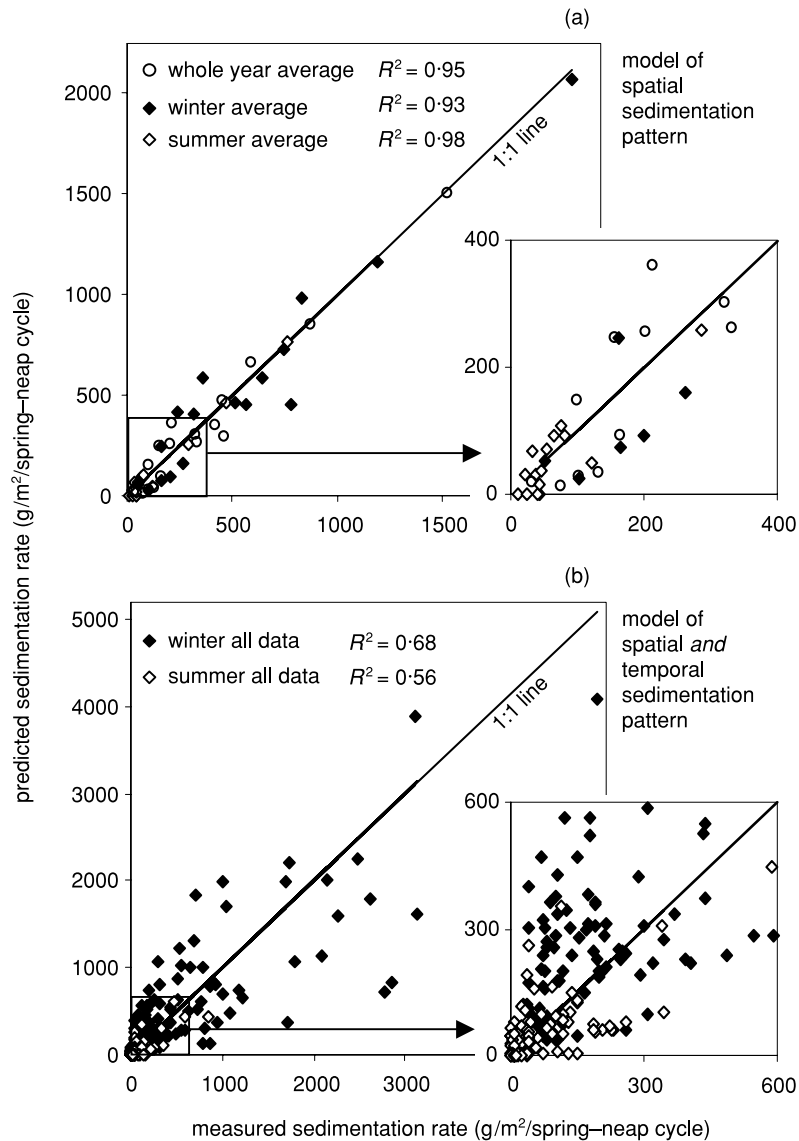 (a)
whole year average R² = 0·95
winter average R² = 0·93
summer average R² = 0·98
model of
spatial
sedimentation
pattern
1:1 line
2000
1500
1000
500
0
0 500 1000 1500
400
200
0
0 200 400
predicted sedimentation rate (g/m²/spring–neap cycle)
(b)
winter all data R² = 0·68
summer all data R² = 0·56
model of
spatial and
temporal
sedimentation
pattern
1:1 line
5000
4000
3000
2000
1000
0
0 1000 2000 3000
600
300
0
0 300 600
measured sedimentation rate (g/m²/spring–neap cycle)